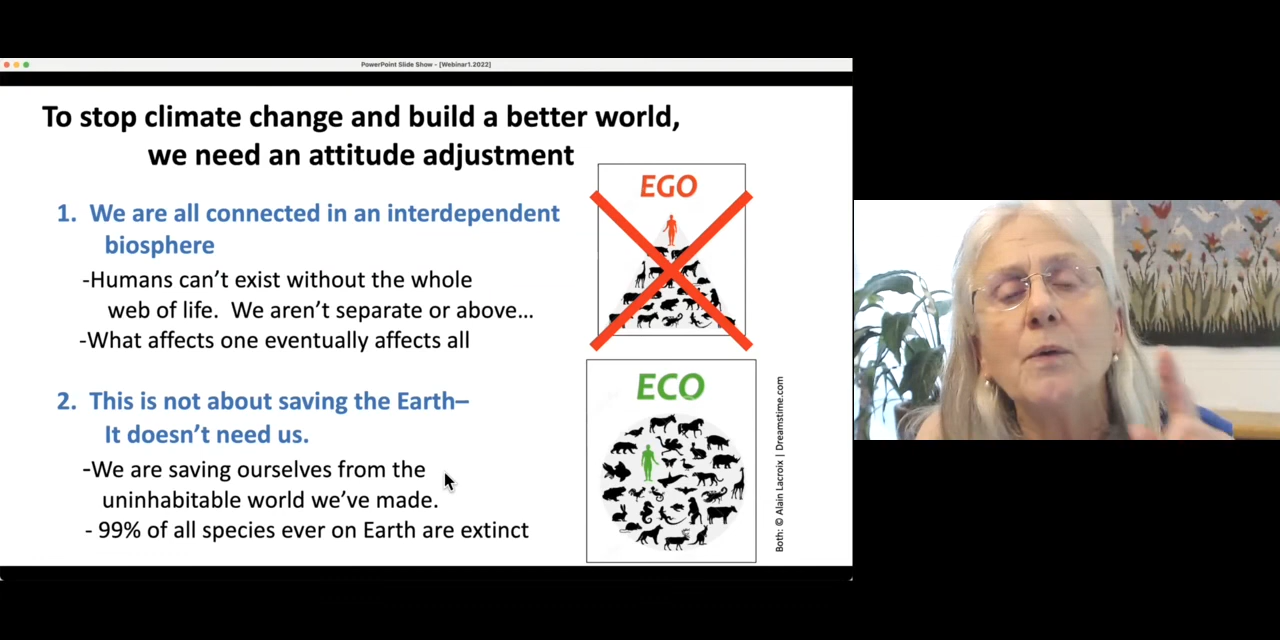 PowerPoint Slide Show - [Webinar1.2022]
To stop climate change and build a better world,
we need an attitude adjustment
1. We are all connected in an interdependent
biosphere
-Humans can’t exist without the whole
web of life. We aren’t separate or above…
-What affects one eventually affects all
2. This is not about saving the Earth–
It doesn’t need us.
-We are saving ourselves from the
uninhabitable world we’ve made.
- 99% of all species ever on Earth are extinct
EGO
ECO
Both: © Alain Lacroix | Dreamstime.com